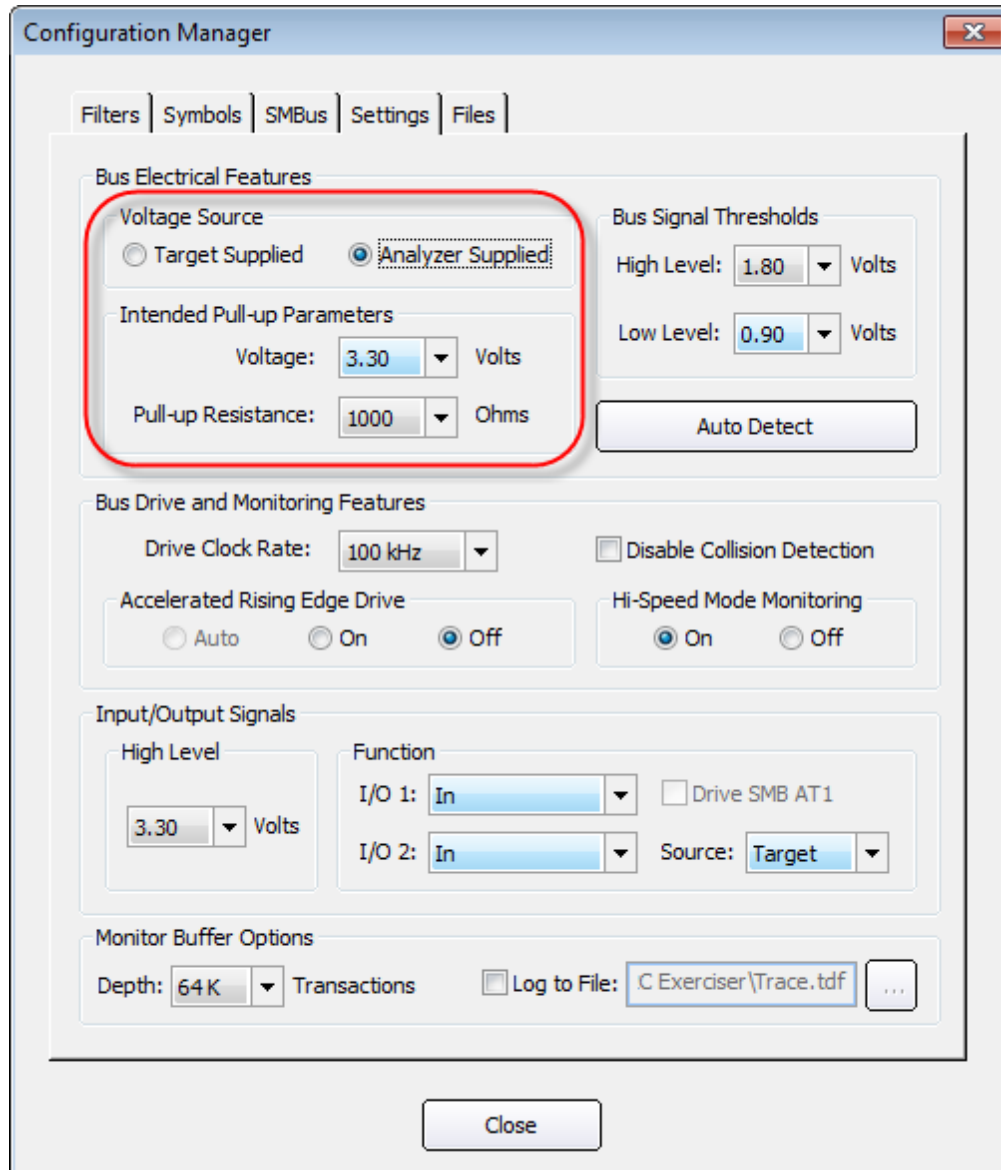 Configuration Manager
Filters Symbols SMBus Settings Files
Bus Electrical Features
Voltage Source
Target Supplied Analyzer Supplied
Intended Pull-up Parameters
Voltage: 3.30 Volts
Pull-up Resistance: 1000 Ohms
Bus Signal Thresholds
High Level: 1.80 Volts
Low Level: 0.90 Volts
Auto Detect
Bus Drive and Monitoring Features
Drive Clock Rate: 100 kHz
Disable Collision Detection
Accelerated Rising Edge Drive
Auto On Off
Hi-Speed Mode Monitoring
On Off
Input/Output Signals
High Level
3.30 Volts
Function
I/O 1: In
Drive SMB AT1
I/O 2: In
Source: Target
Monitor Buffer Options
Depth: 64 K Transactions
Log to File: C Exerciser\Trace.tdf ...
Close